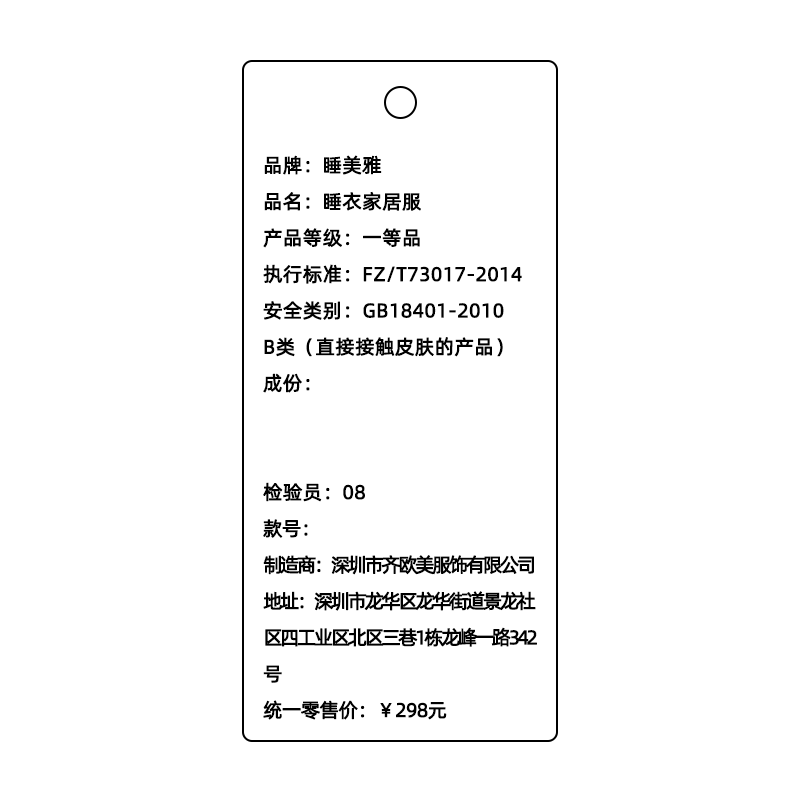 品牌：睡美雅
品名：睡衣家居服
产品等级：一等品
执行标准：FZ/T73017-2014
安全类别：GB18401-2010
B类（直接接触皮肤的产品）
成份：
检验员：08
款号：
制造商：深圳市齐欧美服饰有限公司
地址：深圳市龙华区龙华街道景龙社
区四工业区北区三巷1栋龙峰一路342
号
统一零售价：￥298元